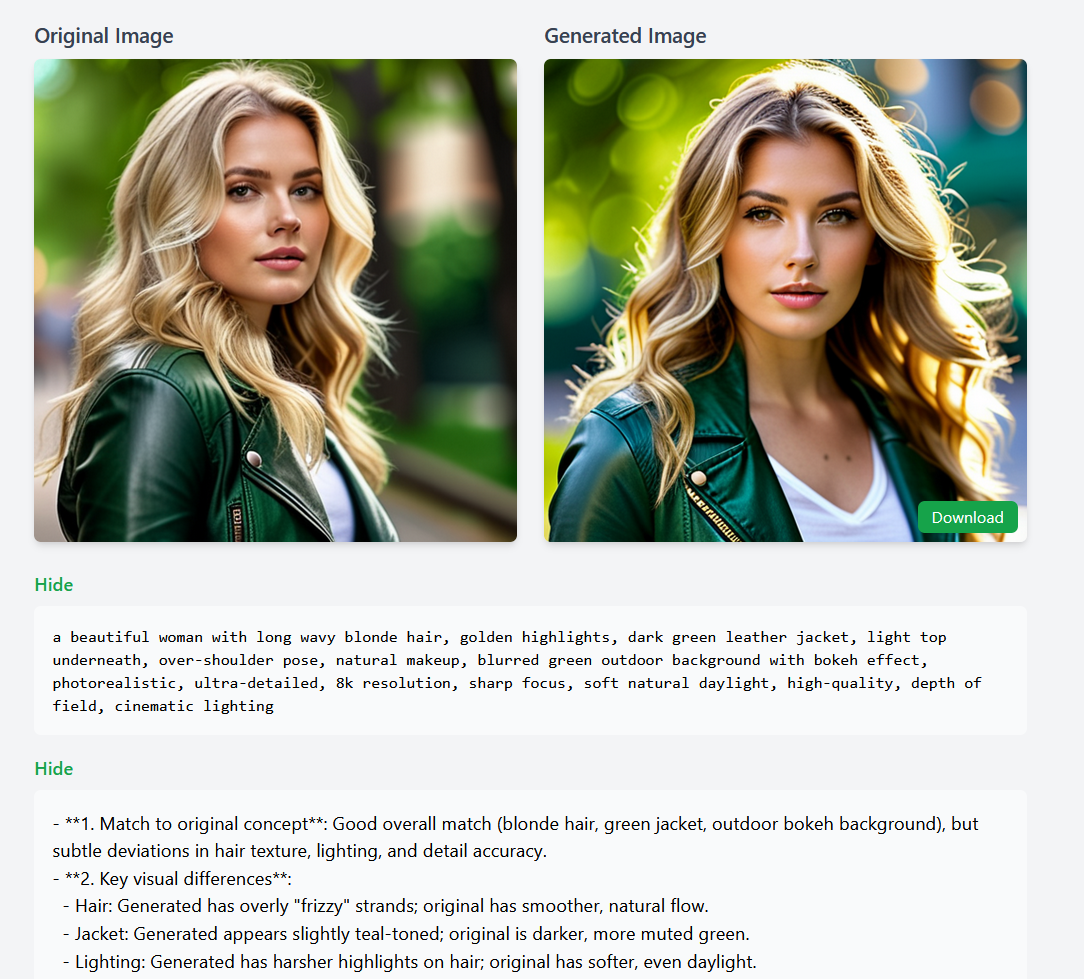 Original Image
Generated Image
Download
Hide
a beautiful woman with long wavy blonde hair, golden highlights, dark green leather jacket, light top
underneath, over-shoulder pose, natural makeup, blurred green outdoor background with bokeh effect,
photorealistic, ultra-detailed, 8k resolution, sharp focus, soft natural daylight, high-quality, depth of
field, cinematic lighting
Hide
- **1. Match to original concept**: Good overall match (blonde hair, green jacket, outdoor bokeh background), but
subtle deviations in hair texture, lighting, and detail accuracy.
- **2. Key visual differences**:
- Hair: Generated has overly "frizzy" strands; original has smoother, natural flow.
- Jacket: Generated appears slightly teal-toned; original is darker, more muted green.
- Lighting: Generated has harsher highlights on hair; original has softer, even daylight.